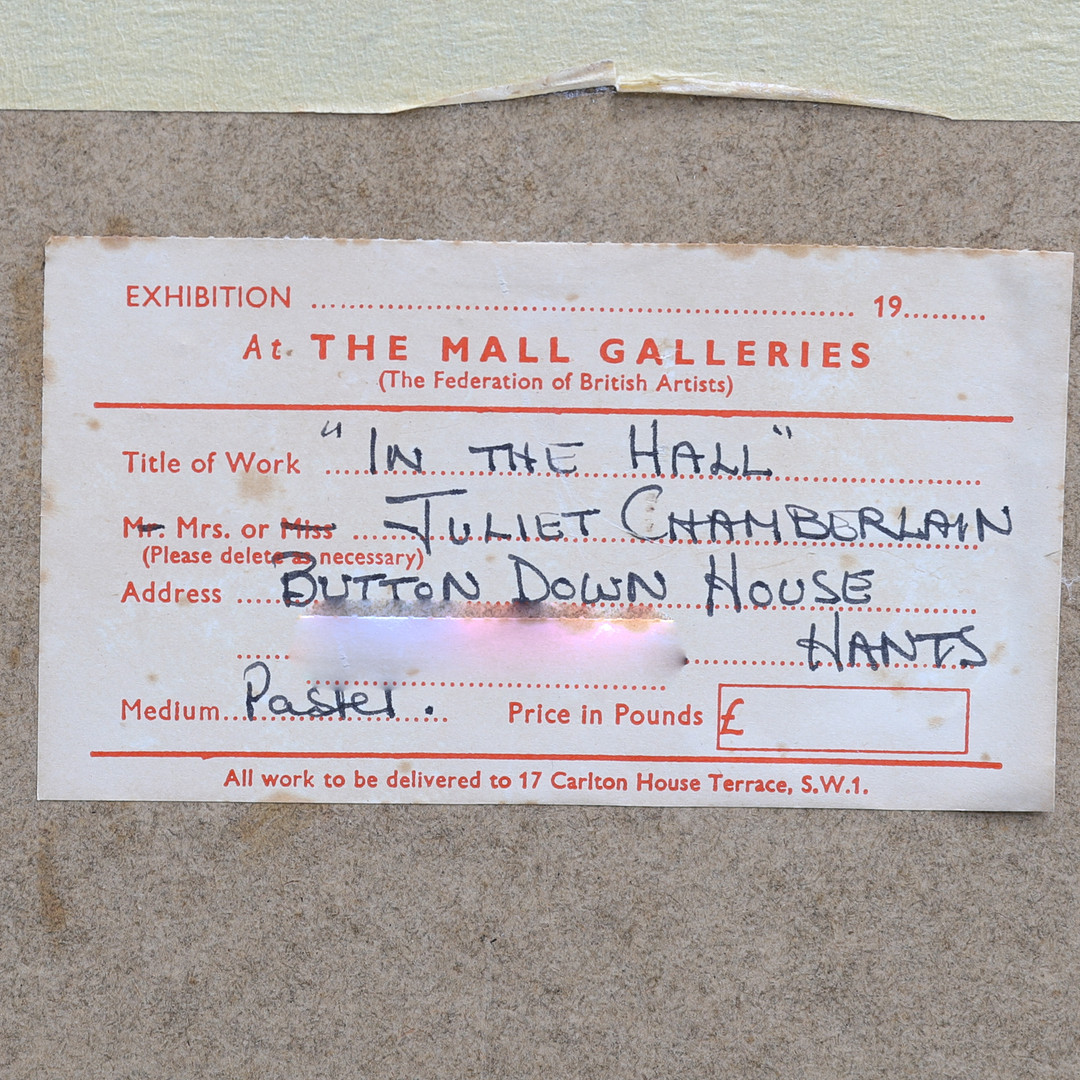 EXHIBITION ........................................ 19.........
At. THE MALL GALLERIES
(The Federation of British Artists)
Title of Work "IN THE HALL"
Mr. Mrs. or Miss JULIET CHAMBERLAIN
(Please delete as necessary)
Address BUTTON DOWN HOUSE
HANTS
Medium Pastel. Price in Pounds £
All work to be delivered to 17 Carlton House Terrace, S.W.1.